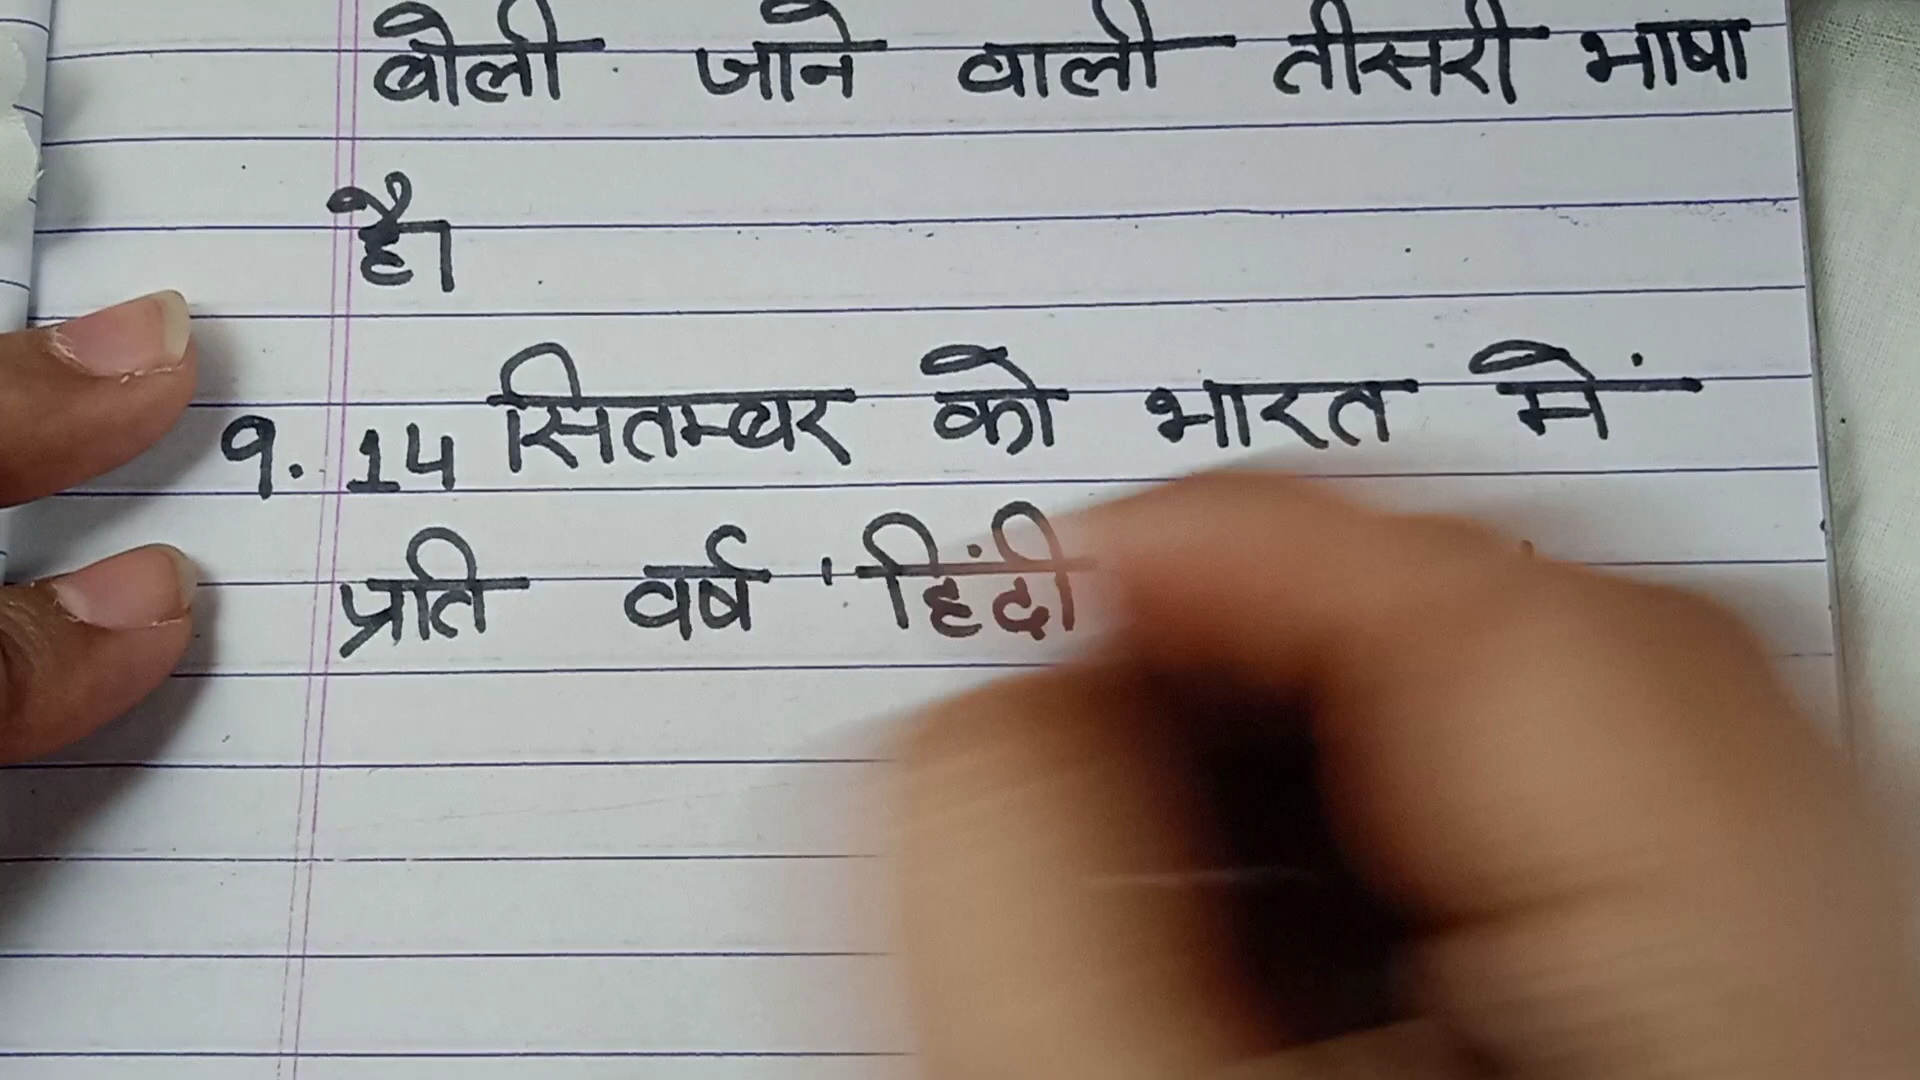 बोली जाने वाली तीसरी भाषा
है।
9. 14 सितम्बर को भारत में
प्रति वर्ष 'हिंदी